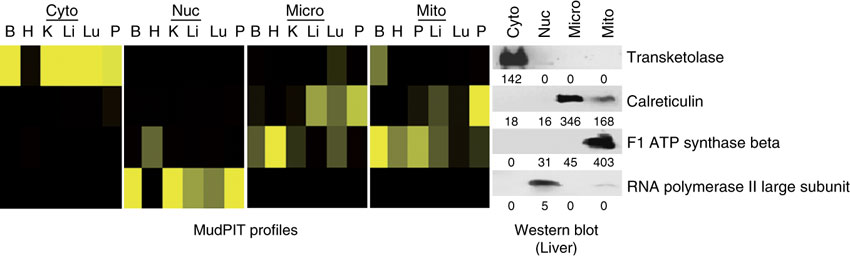 Cyto Nuc Micro Mito
B H K Li Lu P B H K Li Lu P B H K Li Lu P B H P Li Lu P
Cyto Nuc Micro Mito
Transketolase
142 0 0 0
Calreticulin
18 16 346 168
F1 ATP synthase beta
0 31 45 403
RNA polymerase II large subunit
0 5 0 0
MudPIT profiles
Western blot
(Liver)